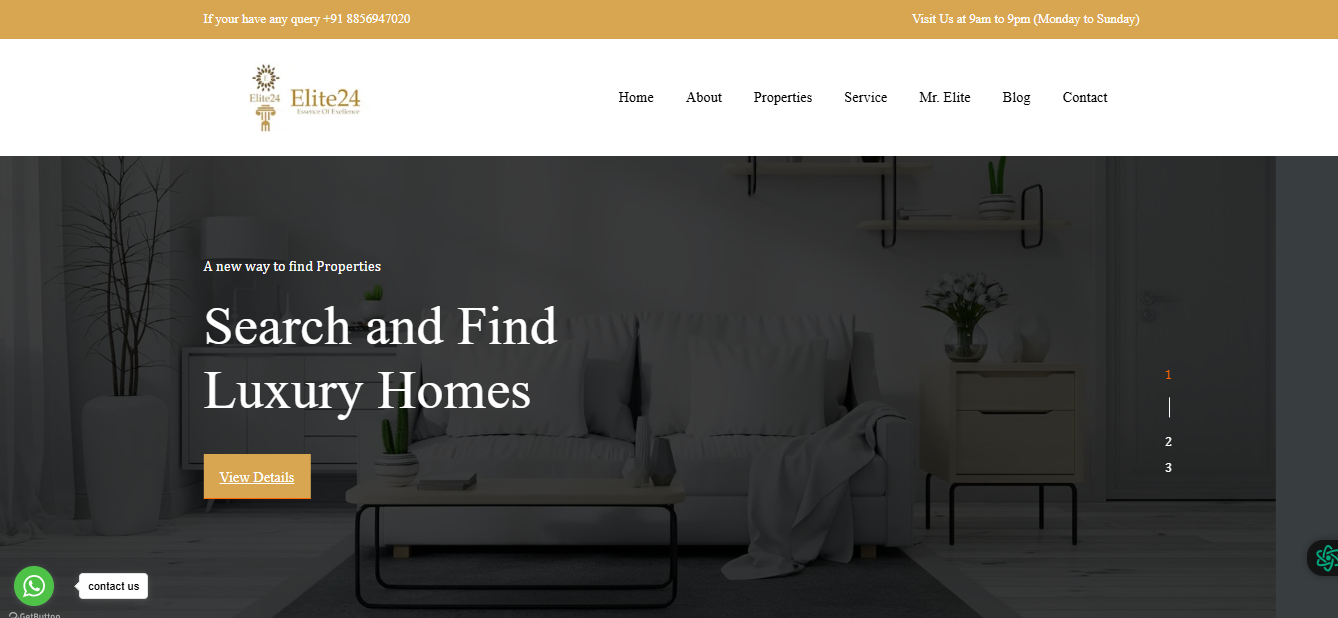 If your have any query +91 8856947020
Visit Us at 9am to 9pm (Monday to Sunday)
Elite24
Elite24
Essence Of Exellence
Home
About
Properties
Service
Mr. Elite
Blog
Contact
A new way to find Properties
Search and Find
Luxury Homes
View Details
1
2
3
contact us
GetButton